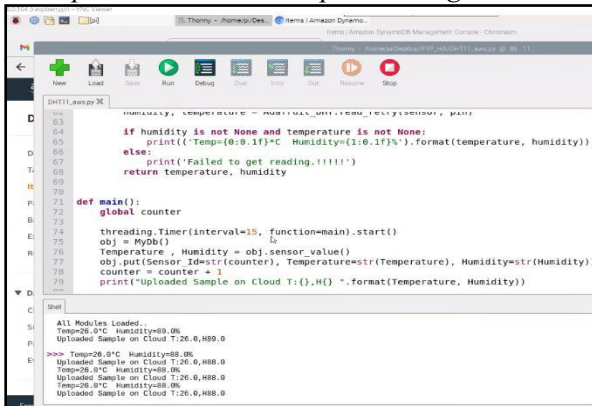 (raspberrypi) - VNC Viewer
[pi]
Thonny - /home/pi/Des...
Items | Amazon Dynamo...
Items | Amazon DynamoDB Management Console - Chromium
Thonny - /home/pi/Desktop/FYP_HA/DHT11_aws.py @ 85 : 11
New Load Save Run Debug Over Into Out Resume Stop
DHT11_aws.py
62 humidity, temperature = Adafruit_DHT.read_retry(sensor, pin)
63
64 if humidity is not None and temperature is not None:
65 print(('Temp={0:0.1f}*C Humidity={1:0.1f}%').format(temperature, humidity))
66 else:
67 print('Failed to get reading.!!!!!')
68 return temperature, humidity
69
70
71 def main():
72 global counter
73
74 threading.Timer(interval=15, function=main).start()
75 obj = MyDb()
76 Temperature , Humidity = obj.sensor_value()
77 obj.put(Sensor_Id=str(counter), Temperature=str(Temperature), Humidity=str(Humidity))
78 counter = counter + 1
79 print("Uploaded Sample on Cloud T:{},H{} ".format(Temperature, Humidity))
Shell
All Modules Loaded..
Temp=26.0*C Humidity=89.0%
Uploaded Sample on Cloud T:26.0,H89.0
>>> Temp=26.0*C Humidity=88.0%
Uploaded Sample on Cloud T:26.0,H88.0
Temp=26.0*C Humidity=88.0%
Uploaded Sample on Cloud T:26.0,H88.0
Temp=26.0*C Humidity=88.0%
Uploaded Sample on Cloud T:26.0,H88.0